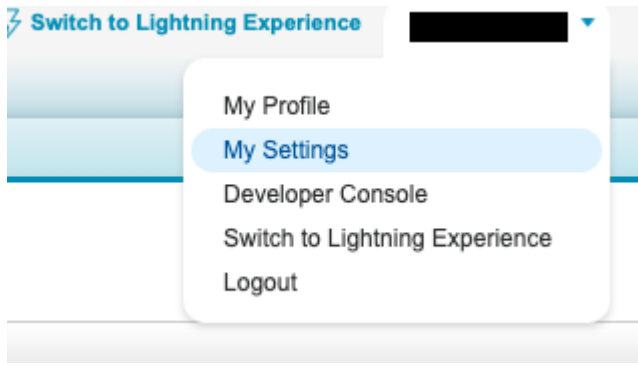 Switch to Lightning Experience
My Profile
My Settings
Developer Console
Switch to Lightning Experience
Logout